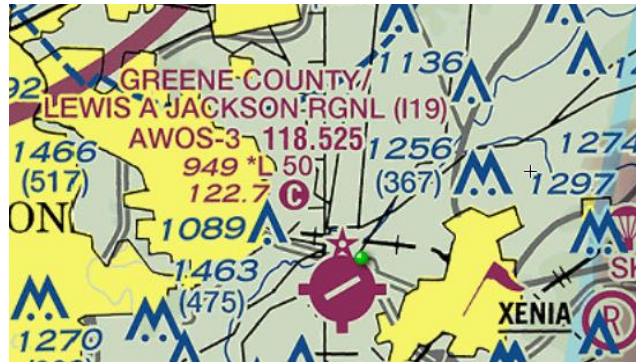 1136
GREENE COUNTY/
LEWIS A JACKSON RGNL (I19)
AWOS-3 118.525
949 *L 50
122.7 C
1466
(517)
1256
(367)
1274
1297
ON
1089
1463
(475)
1270
XENIA
R